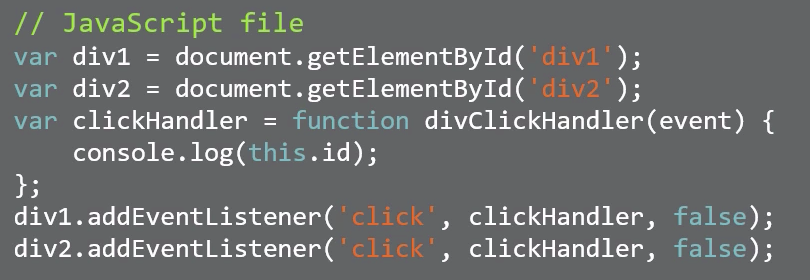 // JavaScript file
var div1 = document.getElementById('div1');
var div2 = document.getElementById('div2');
var clickHandler = function divClickHandler(event) {
    console.log(this.id);
};
div1.addEventListener('click', clickHandler, false);
div2.addEventListener('click', clickHandler, false);